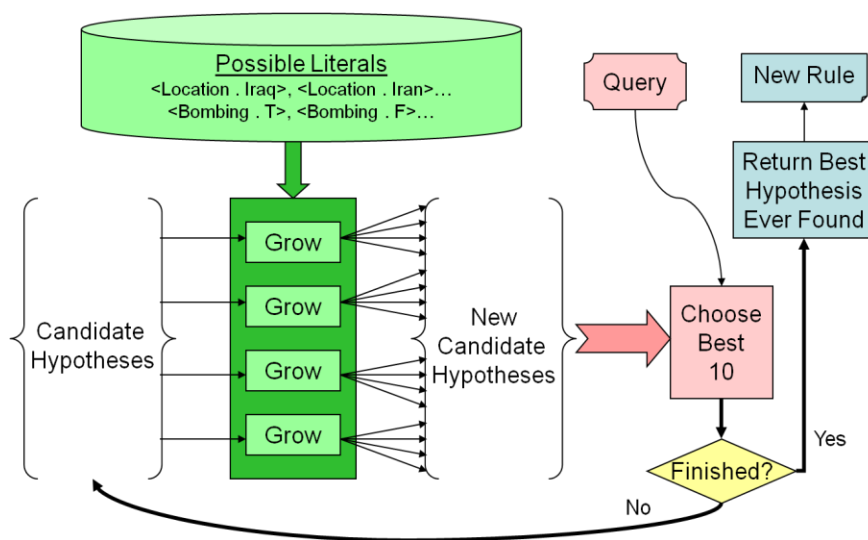 Possible Literals
<Location . Iraq>, <Location . Iran>...
<Bombing . T>, <Bombing . F>...
Query
New Rule
Return Best
Hypothesis
Ever Found
Candidate
Hypotheses
Grow
Grow
Grow
Grow
New
Candidate
Hypotheses
Choose
Best
10
Finished?
Yes
No